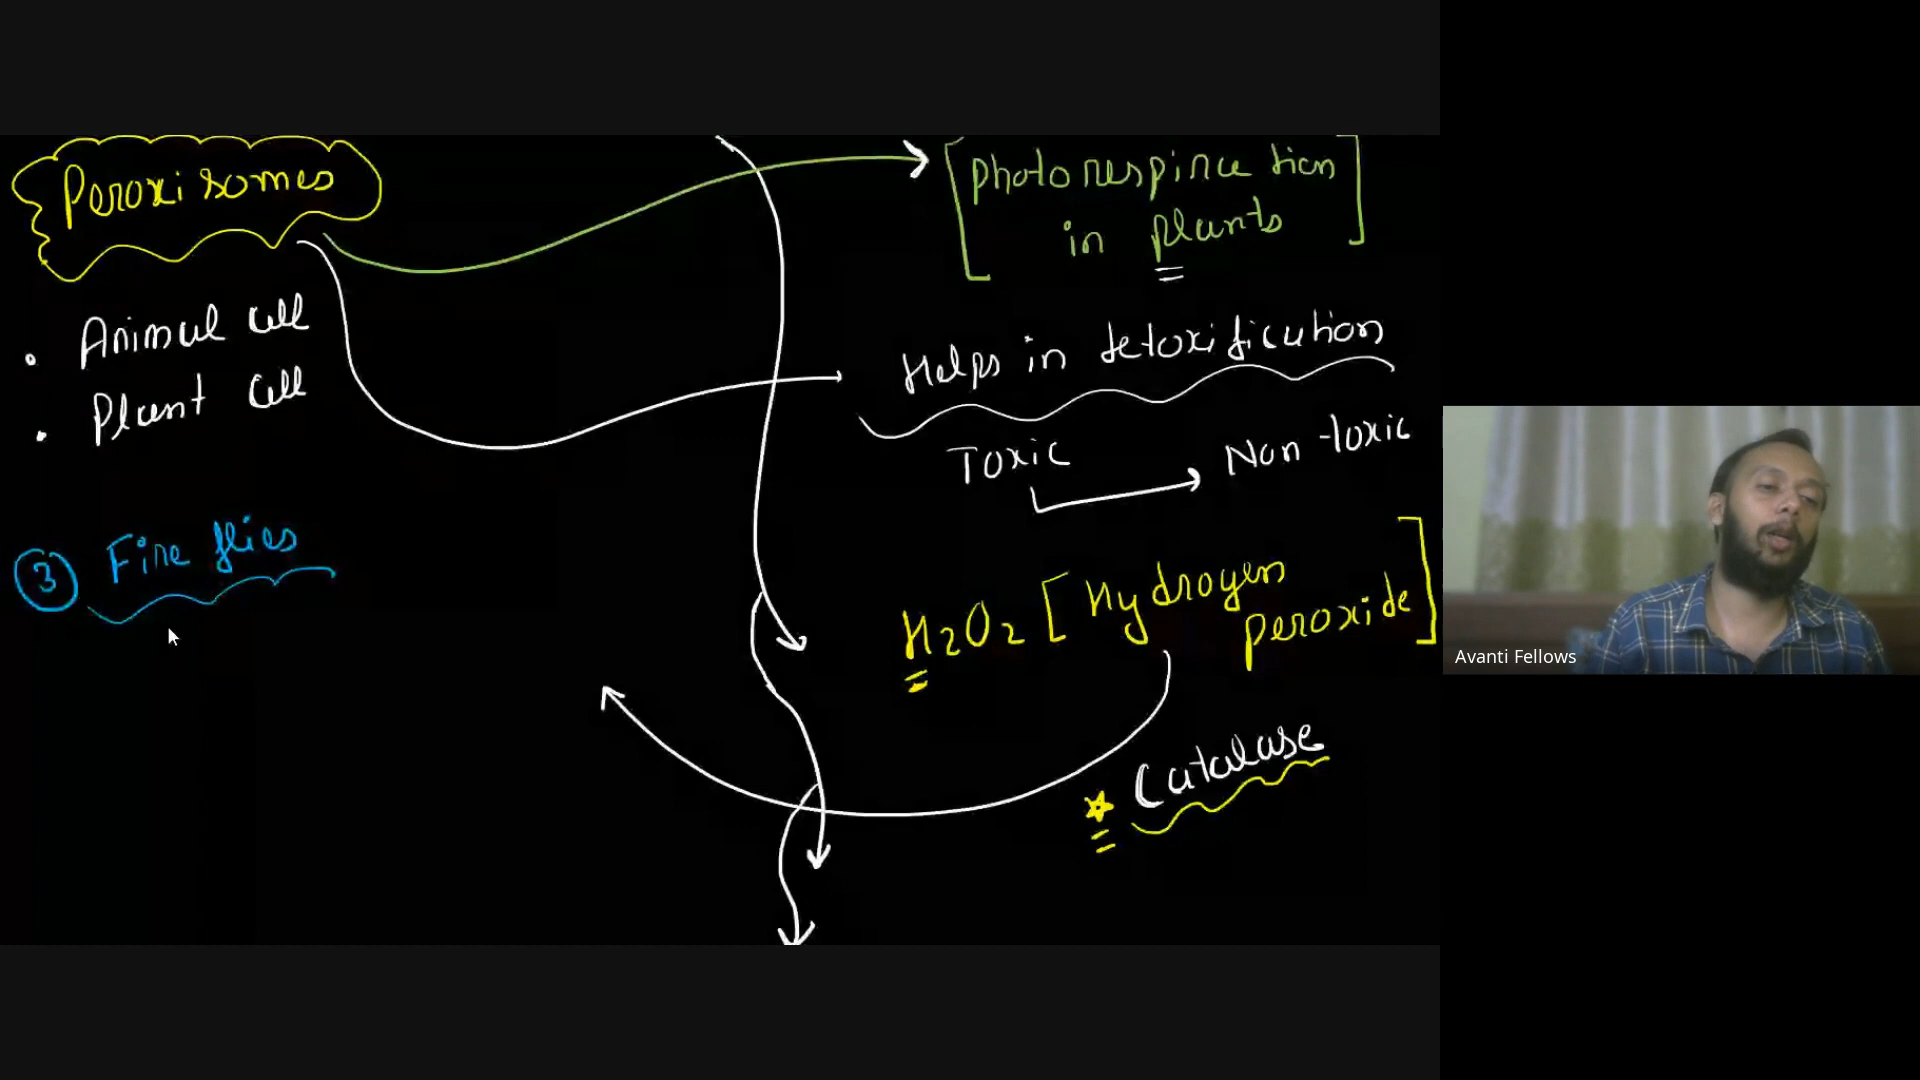 Peroxisomes
• Animal cell
• Plant cell
③ Fire flies
[Photorespiration
in plants]
Helps in detoxification
Toxic → Non-toxic
H2O2 [Hydrogen
peroxide]
* Catalase
Avanti Fellows